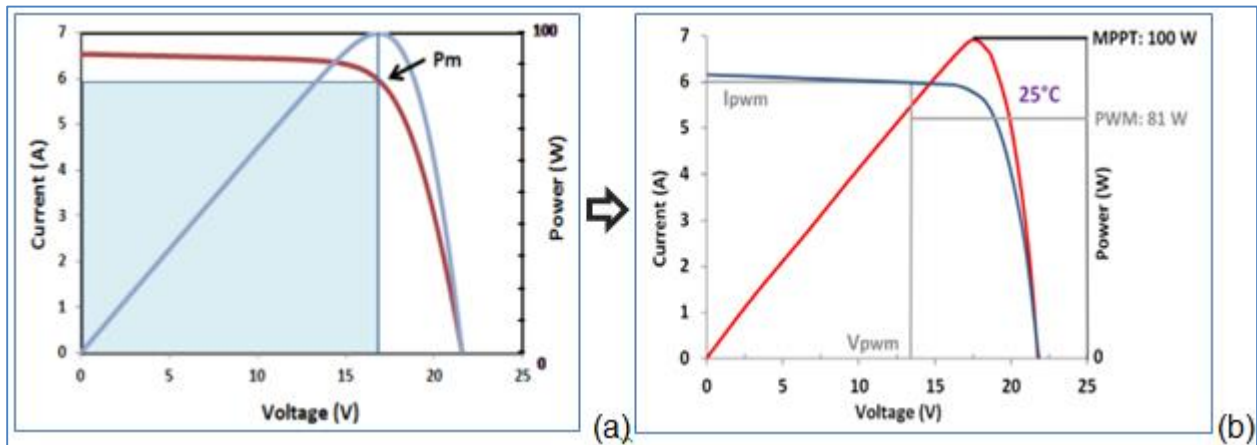 7
6
5
4
3
2
1
0
Current (A)
0 5 10 15 20 25
Voltage (V)
Pm
100
0
Power (W)
(a)
7
6
5
4
3
2
1
0
Current (A)
Ipwm
Vpwm
25°C
0 5 10 15 20 25
Voltage (V)
MPPT: 100 W
PWM: 81 W
Power (W)
0
(b)